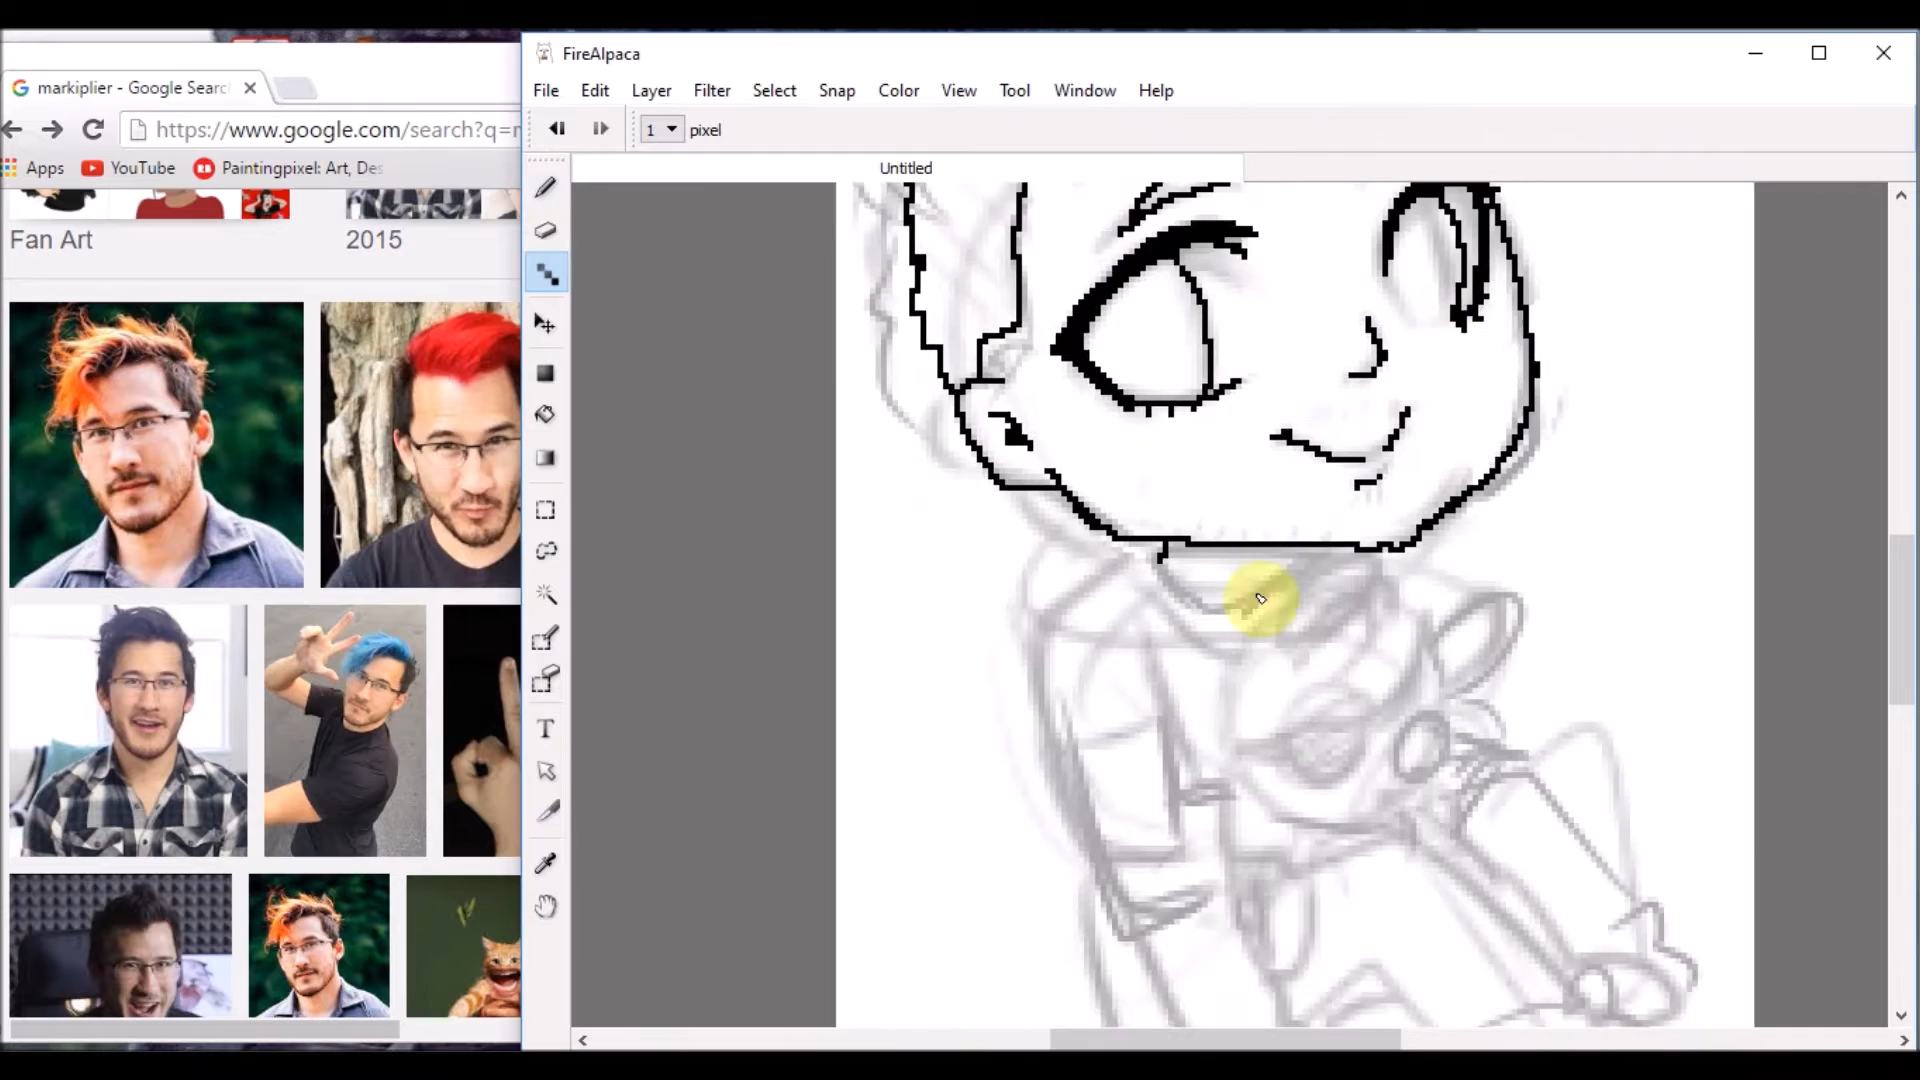 FireAlpaca
markiplier - Google Searc
File Edit Layer Filter Select Snap Color View Tool Window Help
https://www.google.com/search?q=
1 pixel
Apps YouTube Paintingpixel: Art, Des
Untitled
Fan Art 2015
T